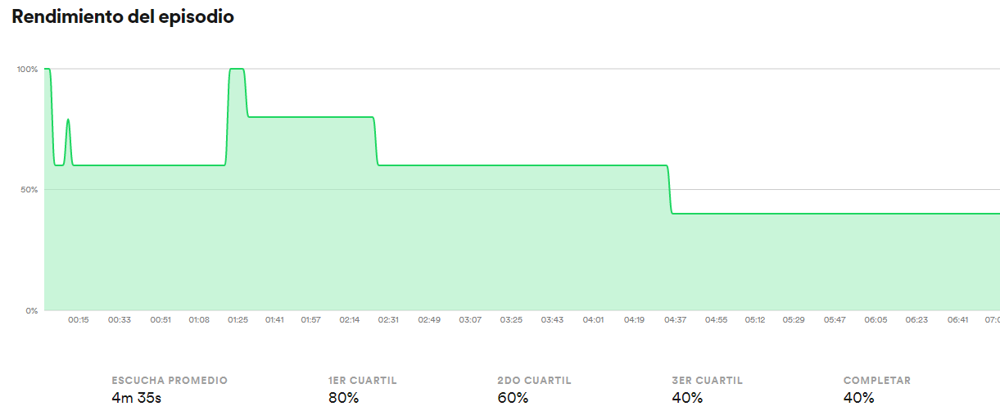 Rendimiento del episodio
100%
50%
0%
00:15 00:33 00:51 01:08 01:25 01:41 01:57 02:14 02:31 02:49 03:07 03:25 03:43 04:01 04:19 04:37 04:55 05:12 05:29 05:47 06:05 06:23 06:41
ESCUCHA PROMEDIO 1ER CUARTIL 2DO CUARTIL 3ER CUARTIL COMPLETAR
4m 35s 80% 60% 40% 40%